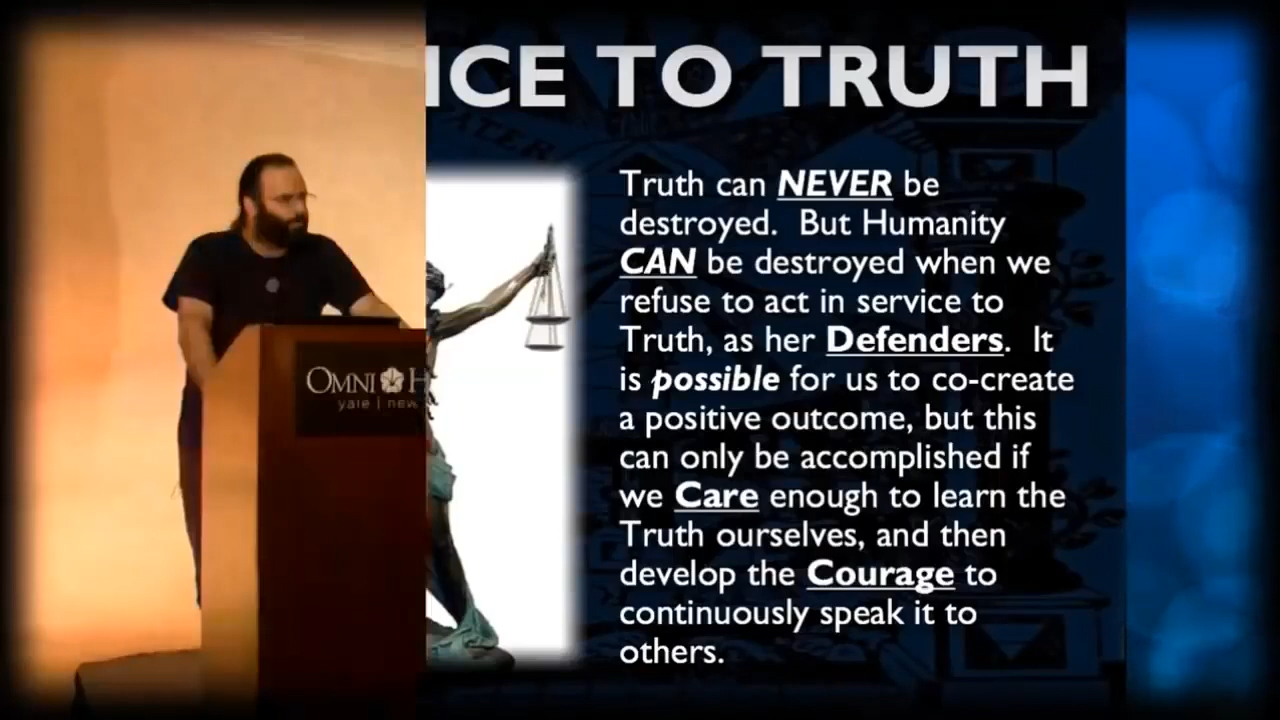 ICE TO TRUTH
Truth can NEVER be
destroyed. But Humanity
CAN be destroyed when we
refuse to act in service to
Truth, as her Defenders. It
is possible for us to co-create
a positive outcome, but this
can only be accomplished if
we Care enough to learn the
Truth ourselves, and then
develop the Courage to
continuously speak it to
others.
OMNI H
yale | new